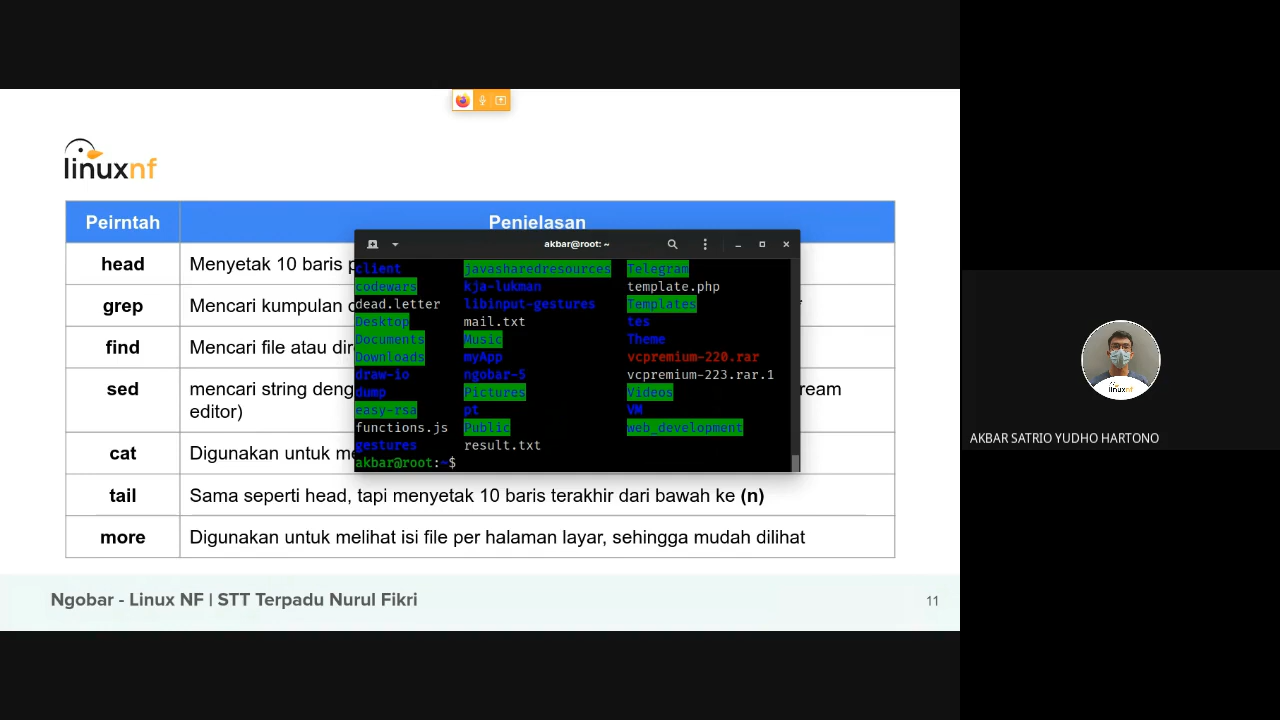 linuxnf
Peirntah Penjelasan
head Menyetak 10 baris
grep Mencari kumpulan
find Mencari file atau
sed mencari string
editor)
cat Digunakan untuk
tail Sama seperti head, tapi menyetak 10 baris terakhir dari bawah ke (n)
more Digunakan untuk melihat isi file per halaman layar, sehingga mudah dilihat
akbar@root: ~
client javasharedresources Telegram
codewars kja-lukman template.php
dead.letter libinput-gestures Templates
Desktop mail.txt tes
Documents Music Theme
Downloads myApp vcpremium-220.rar
draw-io ngobar-5 vcpremium-223.rar.1
dump Pictures Videos
easy-rsa pt VM
functions.js Public web_development
gestures result.txt
akbar@root:~$
Ngobar - Linux NF | STT Terpadu Nurul Fikri
11
linuxnf
AKBAR SATRIO YUDHO HARTONO